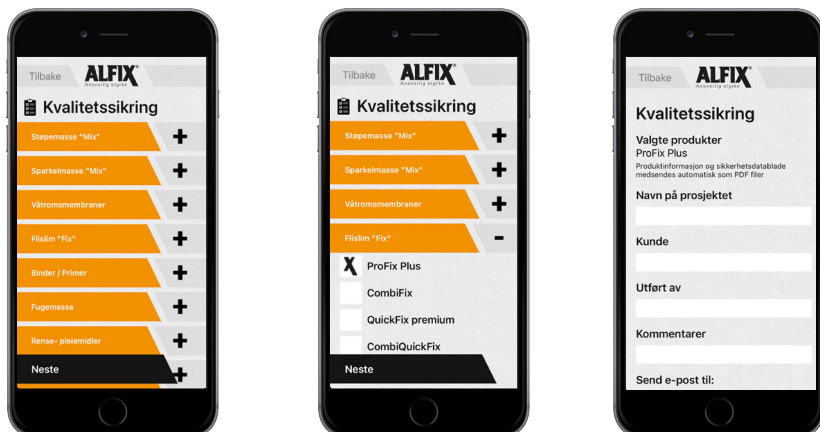 Tilbake
ALFIX®
Ansvarlig styrke
Kvalitetssikring
Støpemasse "Mix"
+
Sparkelmasse "Mix"
+
Våtromsmembraner
+
Flislim "Fix"
+
Binder / Primer
+
Fugemasse
+
Rense- pleiemidler
+
Neste
+
Tilbake
ALFIX®
Ansvarlig styrke
Kvalitetssikring
Støpemasse "Mix"
+
Sparkelmasse "Mix"
+
Våtromsmembraner
+
Flislim "Fix"
-
X ProFix Plus
CombiFix
QuickFix premium
CombiQuickFix
Neste
Tilbake
ALFIX®
Ansvarlig styrke
Kvalitetssikring
Valgte produkter
ProFix Plus
Produktinformasjon og sikkerhetsdatablade
medsendes automatisk som PDF filer
Navn på prosjektet
Kunde
Utført av
Kommentarer
Send e-post til: